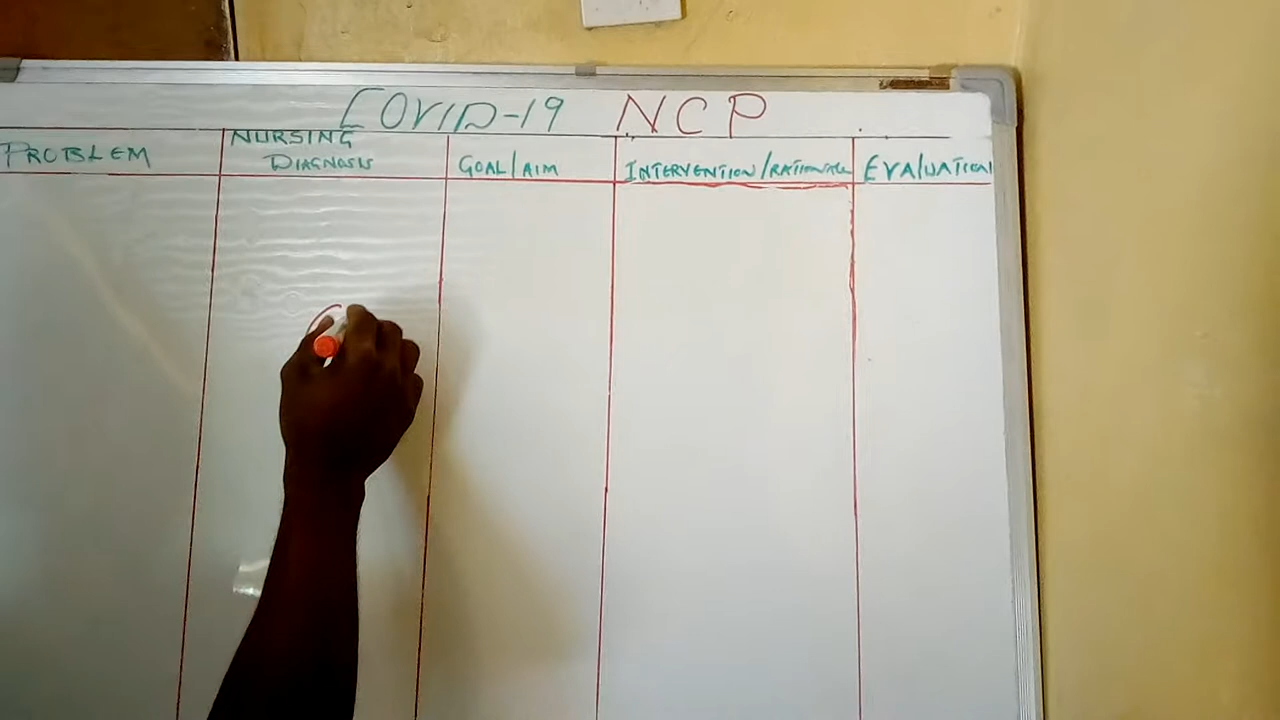 COVID-19 NCP
PROBLEM
NURSING
DIAGNOSIS
GOAL/AIM
INTERVENTION/RATIONALE
EVALUATION